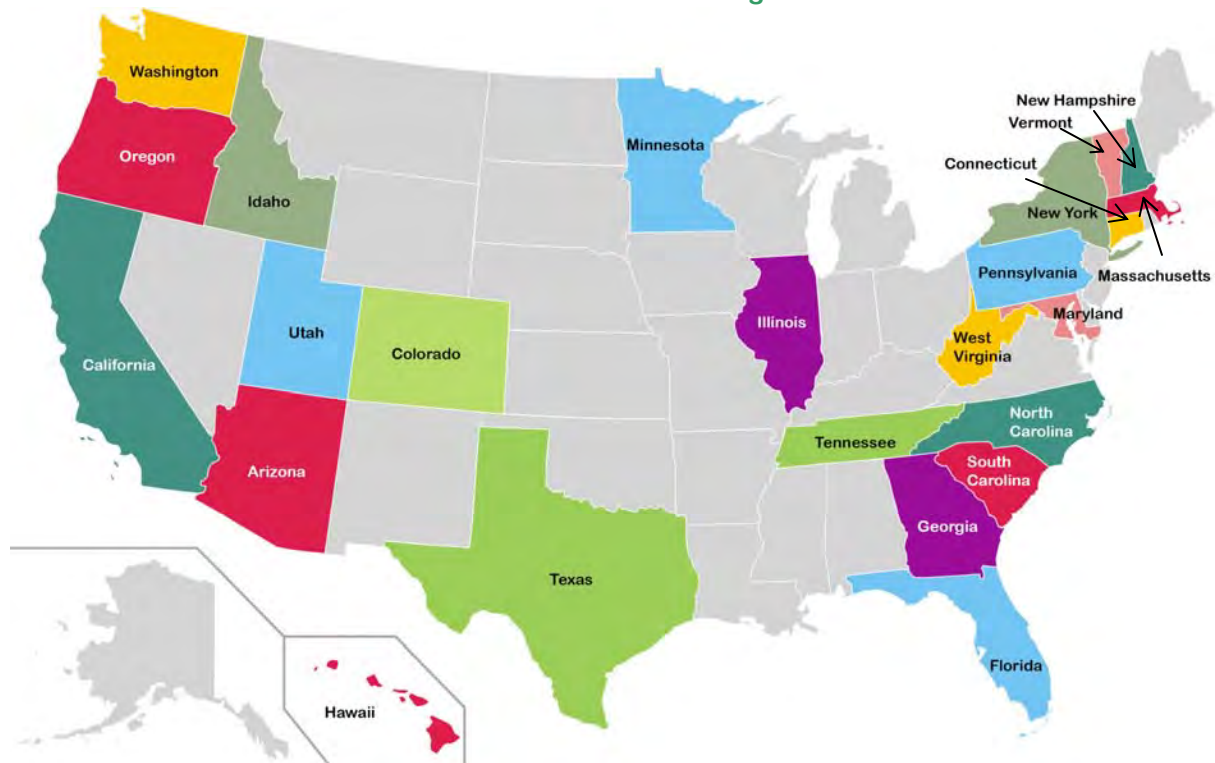 Washington
Oregon
Idaho
Minnesota
New Hampshire
Vermont
Connecticut
New York
Massachusetts
Pennsylvania
Maryland
West
Virginia
Illinois
Utah
Colorado
California
Arizona
Tennessee
North
Carolina
South
Carolina
Georgia
Texas
Florida
Hawaii